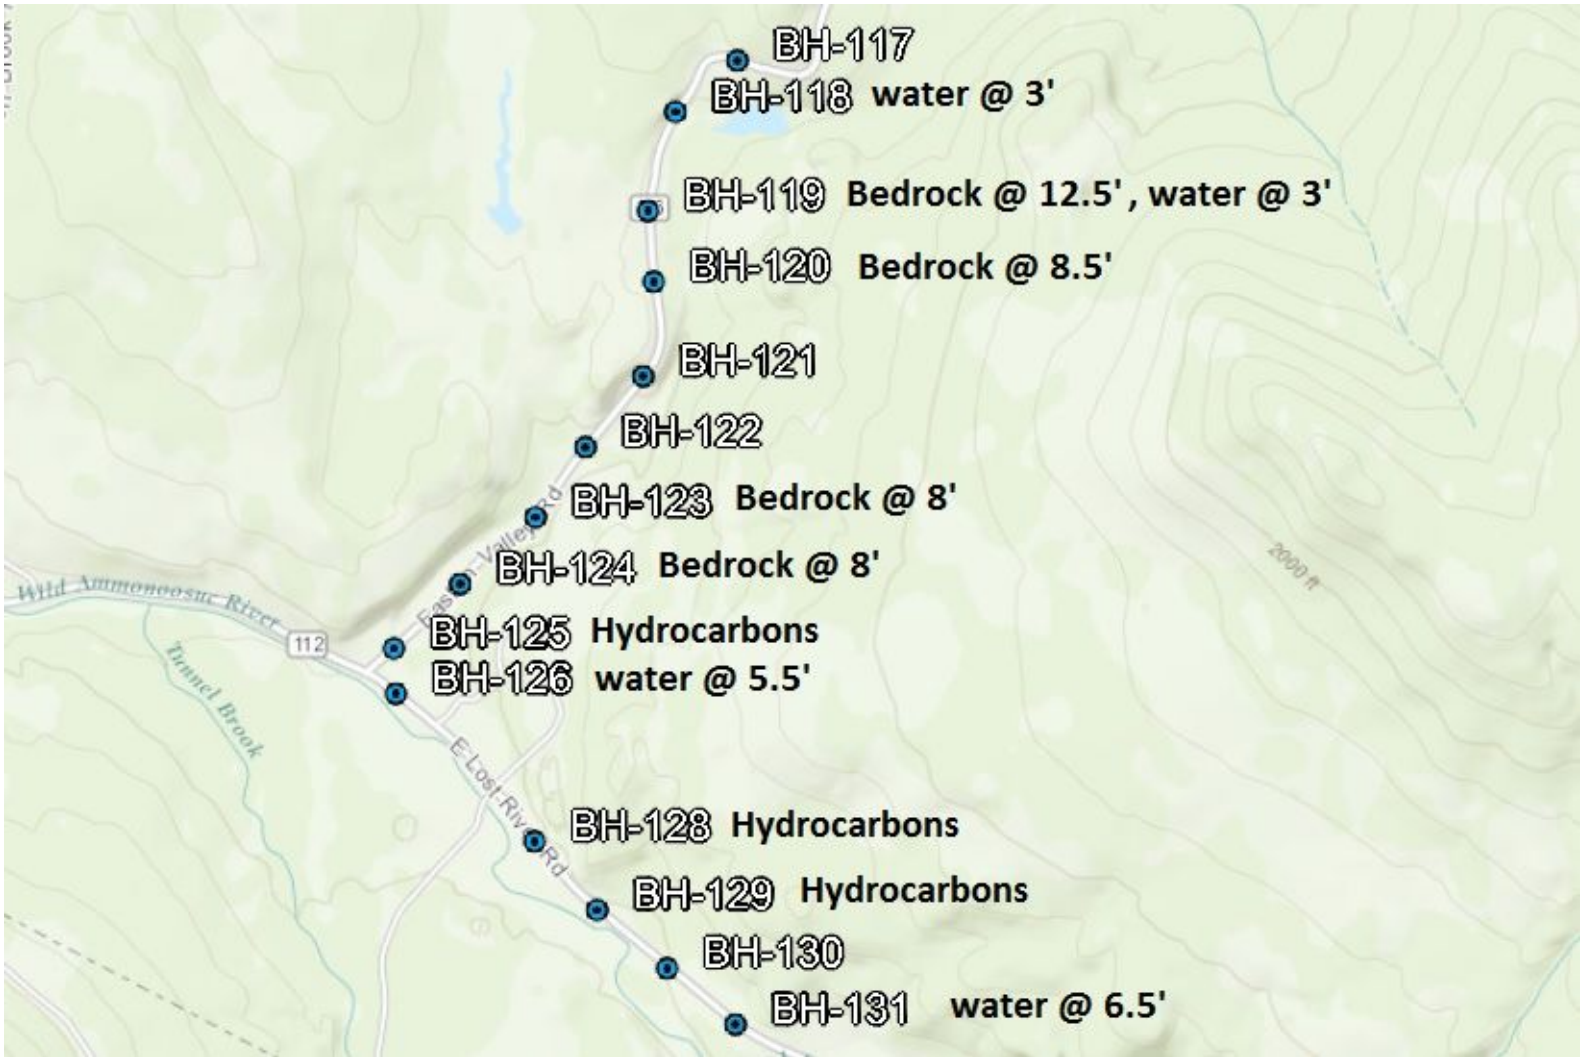 BH-117
BH-118 water @ 3'
BH-119 Bedrock @ 12.5', water @ 3'
BH-120 Bedrock @ 8.5'
BH-121
BH-122
BH-123 Bedrock @ 8'
BH-124 Bedrock @ 8'
2000 ft
Wild Ammonoosuc River
112
BH-125 Hydrocarbons
BH-126 water @ 5.5'
Tunnel Brook
E Lost River Rd
BH-128 Hydrocarbons
BH-129 Hydrocarbons
BH-130
BH-131 water @ 6.5'